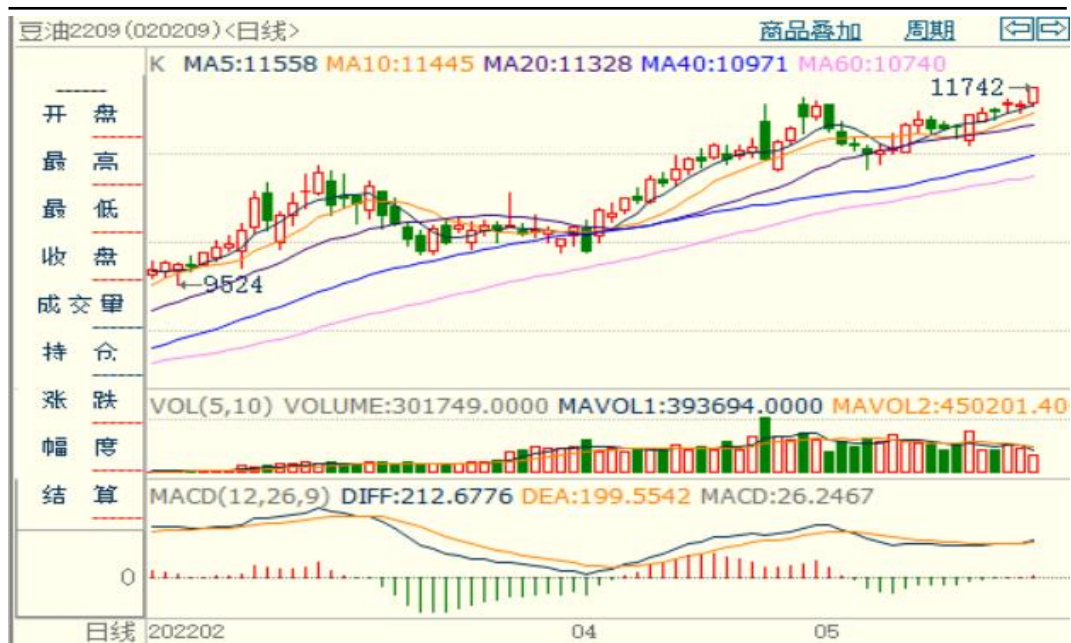 豆油2209(020209)<日线>
商品叠加 周期
K MA5:11558 MA10:11445 MA20:11328 MA40:10971 MA60:10740
11742
开盘
最高
最低
收盘
9524
成交量
持仓
涨跌
VOL(5,10) VOLUME:301749.0000 MAVOL1:393694.0000 MAVOL2:450201.40
幅度
结算
MACD(12,26,9) DIFF:212.6776 DEA:199.5542 MACD:26.2467
0
日线 202202 04 05